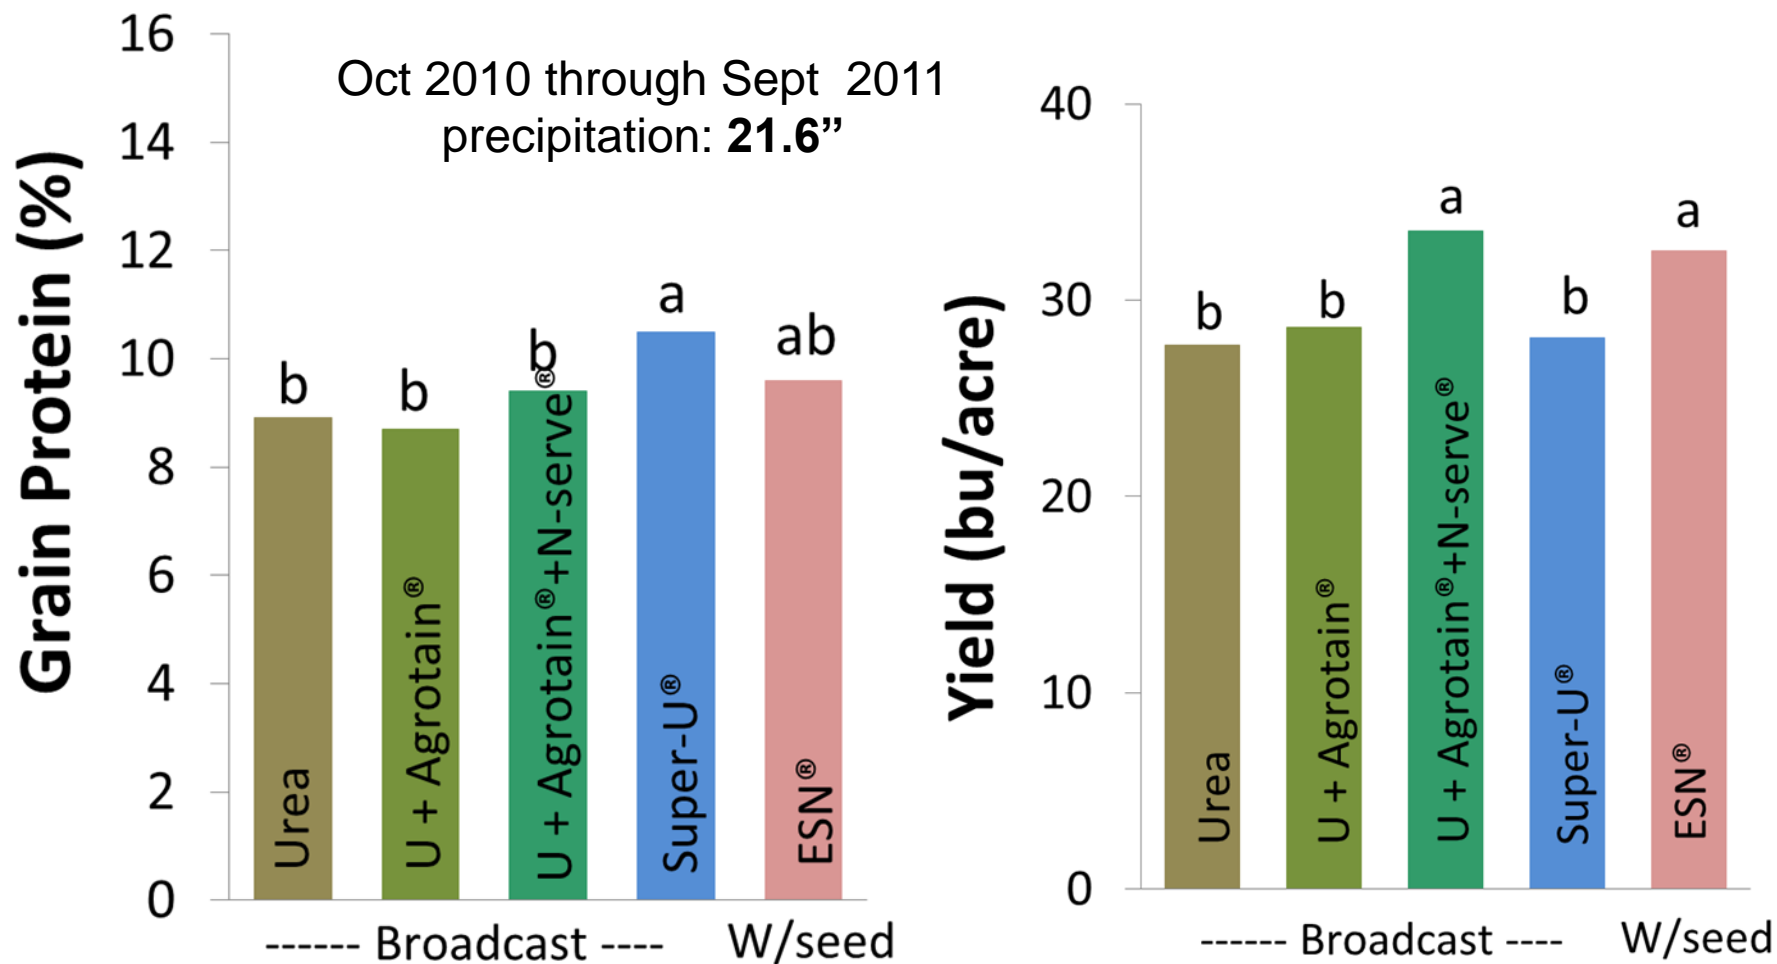 Oct 2010 through Sept 2011
precipitation: 21.6”
Grain Protein (%)
16
14
12
10
8
6
4
2
0
b
b
b
a
ab
Urea
U + Agrotain®
U + Agrotain®+N-serve®
Super-U®
ESN®
------ Broadcast ----
W/seed
Yield (bu/acre)
40
30
20
10
0
b
b
a
b
a
Urea
U + Agrotain®
U + Agrotain®+N-serve®
Super-U®
ESN®
------ Broadcast ----
W/seed